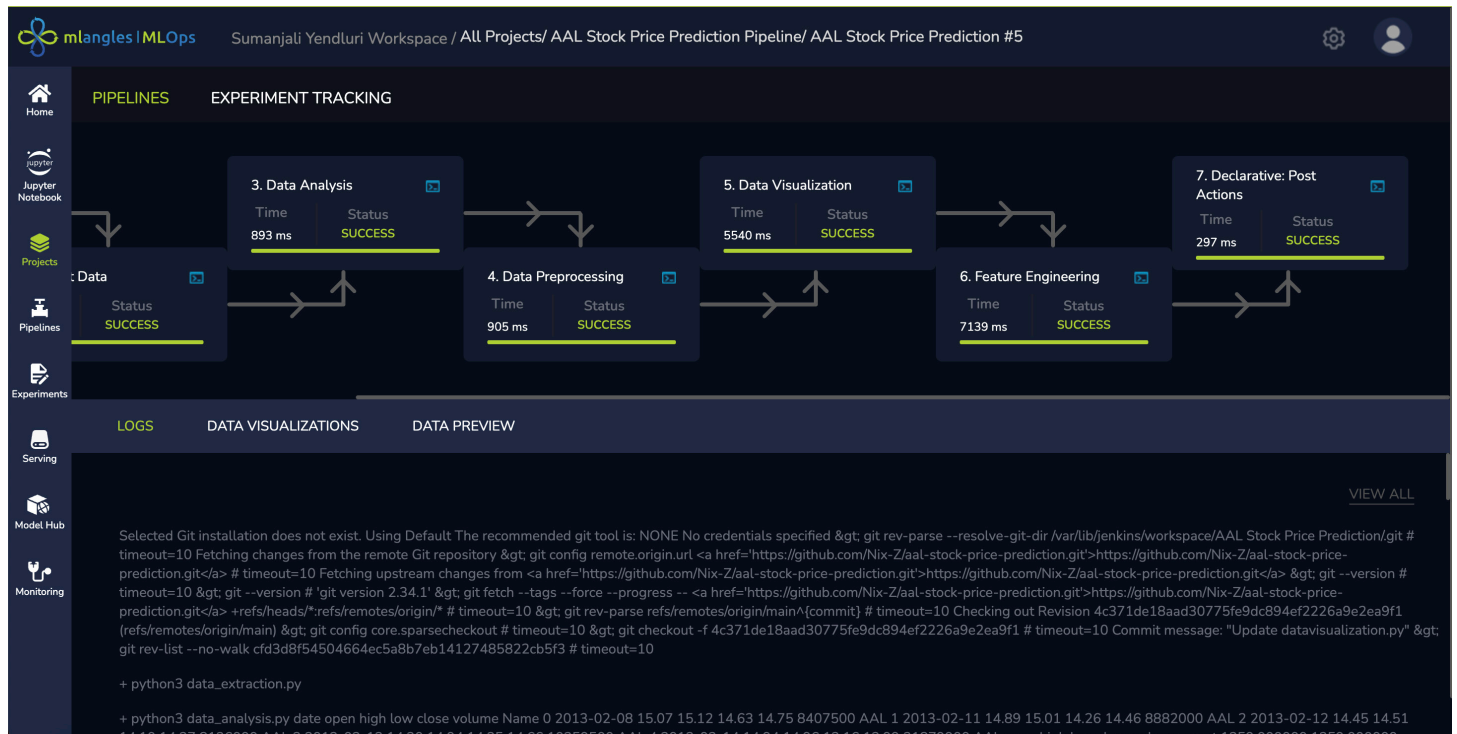 mlangles | MLOps
Sumanjali Yendluri Workspace / All Projects/ AAL Stock Price Prediction Pipeline/ AAL Stock Price Prediction #5
Home
jupyter
Jupyter
Notebook
Projects
Pipelines
Experiments
Serving
Model Hub
Monitoring
PIPELINES EXPERIMENT TRACKING
Data
Status
SUCCESS
3. Data Analysis
Time Status
893 ms SUCCESS
4. Data Preprocessing
Time Status
905 ms SUCCESS
5. Data Visualization
Time Status
5540 ms SUCCESS
6. Feature Engineering
Time Status
7139 ms SUCCESS
7. Declarative: Post
Actions
Time Status
297 ms SUCCESS
LOGS DATA VISUALIZATIONS DATA PREVIEW
VIEW ALL
Selected Git installation does not exist. Using Default The recommended git tool is: NONE No credentials specified &gt; git rev-parse --resolve-git-dir /var/lib/jenkins/workspace/AAL Stock Price Prediction/.git #
timeout=10 Fetching changes from the remote Git repository &gt; git config remote.origin.url <a href='https://github.com/Nix-Z/aal-stock-price-prediction.git'>https://github.com/Nix-Z/aal-stock-price-
prediction.git</a> # timeout=10 Fetching upstream changes from <a href='https://github.com/Nix-Z/aal-stock-price-prediction.git'>https://github.com/Nix-Z/aal-stock-price-prediction.git</a> &gt; git --version #
timeout=10 &gt; git --version # 'git version 2.34.1' &gt; git fetch --tags --force --progress -- <a href='https://github.com/Nix-Z/aal-stock-price-prediction.git'>https://github.com/Nix-Z/aal-stock-price-
prediction.git</a> +refs/heads/*:refs/remotes/origin/* # timeout=10 &gt; git rev-parse refs/remotes/origin/main^{commit} # timeout=10 Checking out Revision 4c371de18aad30775fe9dc894ef2226a9e2ea9f1
(refs/remotes/origin/main) &gt; git config core.sparsecheckout # timeout=10 &gt; git checkout -f 4c371de18aad30775fe9dc894ef2226a9e2ea9f1 # timeout=10 Commit message: "Update datavisualization.py" &gt;
git rev-list --no-walk cfd3d8f54504664ec5a8b7eb14127485822cb5f3 # timeout=10
+ python3 data_extraction.py
+ python3 data_analysis.py date open high low close volume Name 0 2013-02-08 15.07 15.12 14.63 14.75 8407500 AAL 1 2013-02-11 14.89 15.01 14.26 14.46 8882000 AAL 2 2013-02-12 14.45 14.51